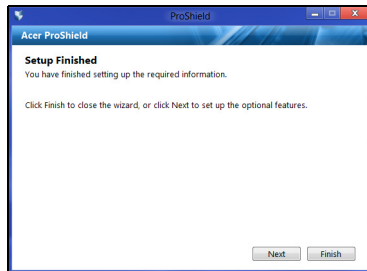 ProShield
Acer ProShield
Setup Finished
You have finished setting up the required information.
Click Finish to close the wizard, or click Next to set up the optional features.
Next
Finish